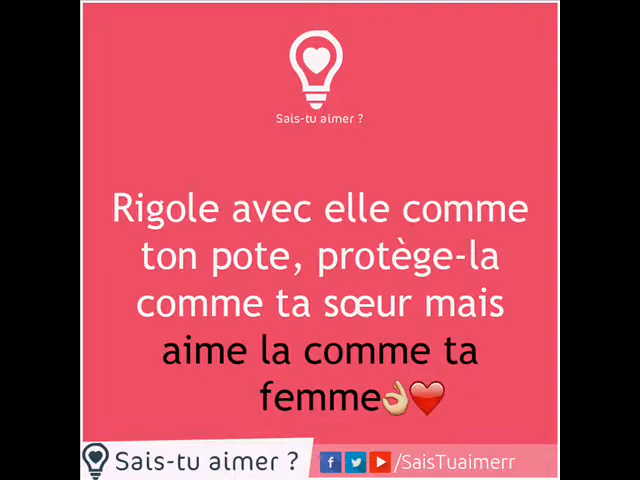 Sais-tu aimer ?
Rigole avec elle comme
ton pote, protège-la
comme ta sœur mais
aime la comme ta
femme👌❤️
Sais-tu aimer ?
/SaisTuaimerr